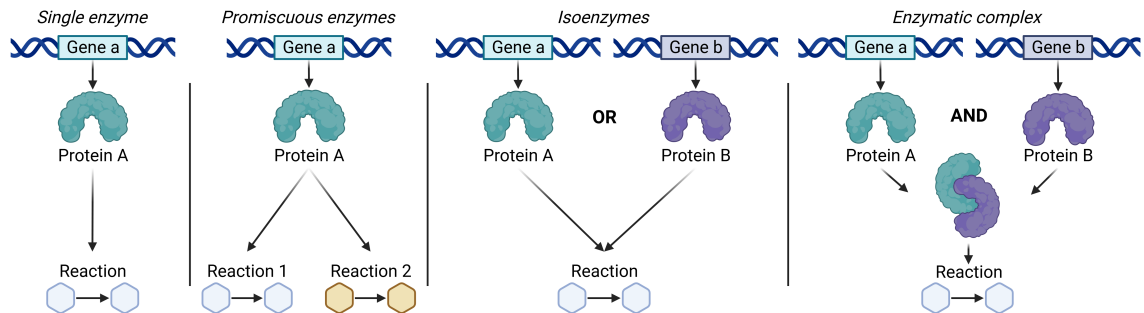 Single enzyme
Gene a
Protein A
Reaction
Promiscuous enzymes
Gene a
Protein A
Reaction 1 Reaction 2
Isoenzymes
Gene a Gene b
OR
Protein A Protein B
Reaction
Enzymatic complex
Gene a Gene b
AND
Protein A Protein B
Reaction